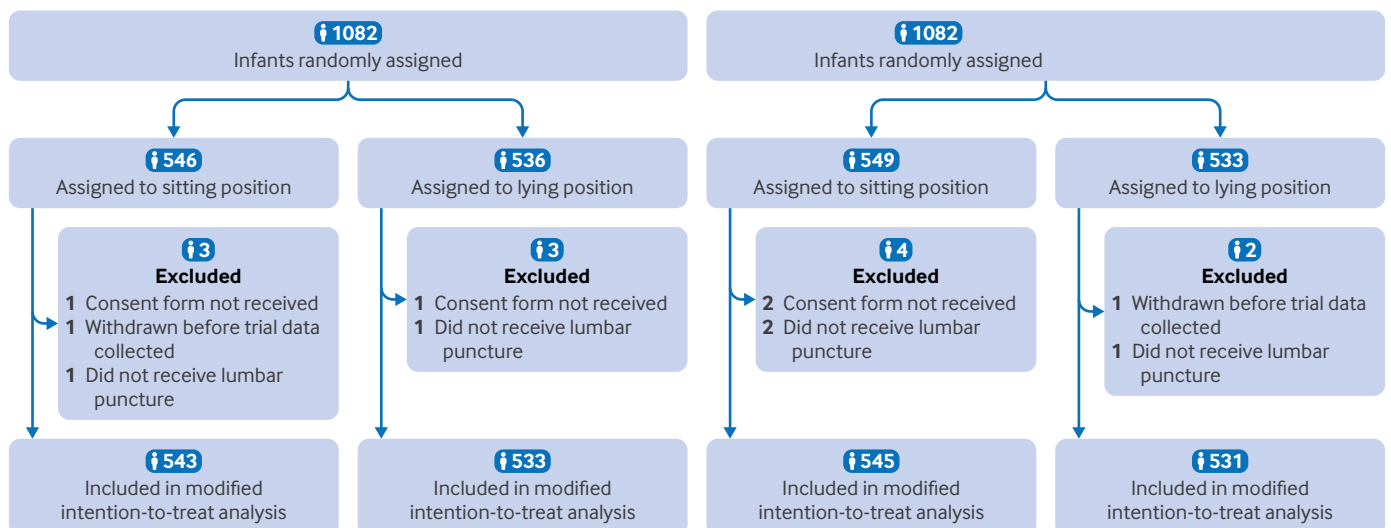 1082
Infants randomly assigned
546
Assigned to sitting position
3
Excluded
1 Consent form not received
1 Withdrawn before trial data
collected
1 Did not receive lumbar
puncture
543
Included in modified
intention-to-treat analysis
536
Assigned to lying position
3
Excluded
1 Consent form not received
1 Did not receive lumbar
puncture
533
Included in modified
intention-to-treat analysis
1082
Infants randomly assigned
549
Assigned to sitting position
4
Excluded
2 Consent form not received
2 Did not receive lumbar
puncture
545
Included in modified
intention-to-treat analysis
533
Assigned to lying position
2
Excluded
1 Withdrawn before trial data
collected
1 Did not receive lumbar
puncture
531
Included in modified
intention-to-treat analysis